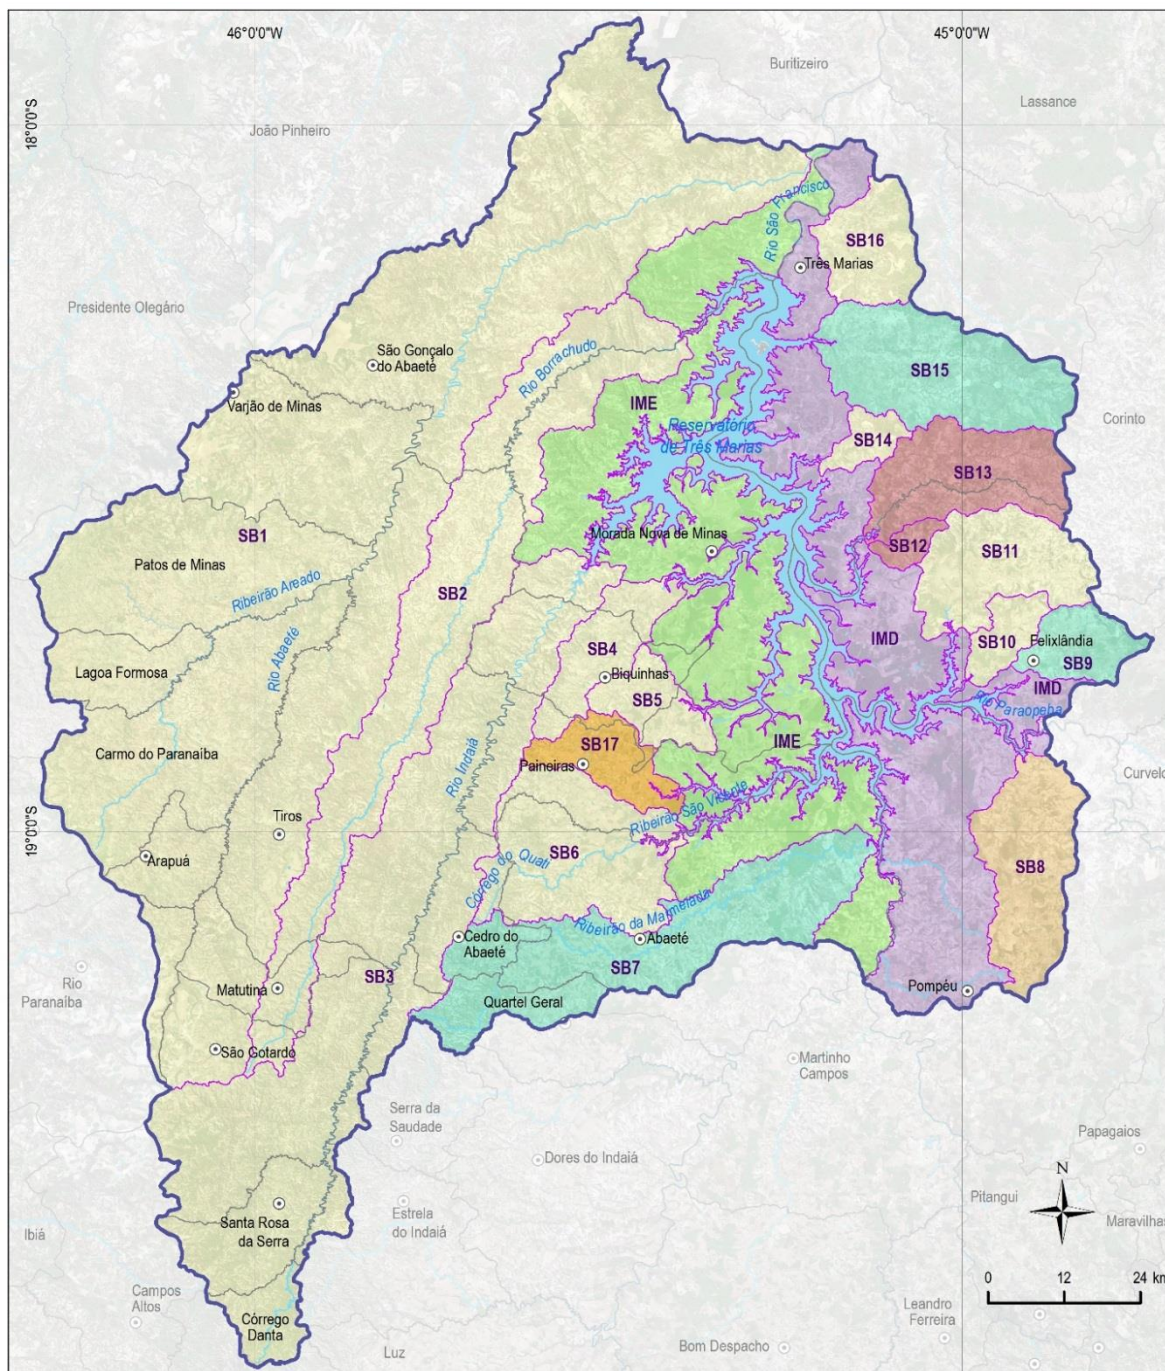 46°0'0"W
45°0'0"W
Buritizeiro
Lassance
18°0'0"S
João Pinheiro
Rio São Francisco
SB16
Três Marias
Presidente Olegário
São Gonçalo
do Abaeté
Rio Borrachudo
SB15
Varjão de Minas
IME
Reservatório
de Três Marias
Corinto
SB14
SB13
SB1
Morada Nova de Minas
SB12
SB11
Patos de Minas
Ribeirão Areado
SB2
Rio Abaeté
IMD
Felixlândia
SB10
SB9
SB4
Biquinhas
Lagoa Formosa
IMD
SB5
Rio Paraopeba
Carmo do Paranaíba
Rio Indaiá
SB17
IME
Paineiras
Curvelo
Tiros
Ribeirão São Vicente
19°0'0"S
Arapuá
SB6
Córrego do Quati
SB8
Ribeirão da Marmelada
Cedro do
Abaeté
Abaeté
SB3
SB7
Rio
Paranaíba
Matutina
Quartel Geral
Pompéu
São Gotardo
Martinho
Campos
Serra da
Saudade
Papagaios
Dores do Indaiá
N
Pitangui
Santa Rosa
da Serra
Estrela
do Indaiá
Maravilhas
Ibiá
0 12 24 km
Campos
Altos
Córrego
Danta
Leandro
Ferreira
Luz
Bom Despacho